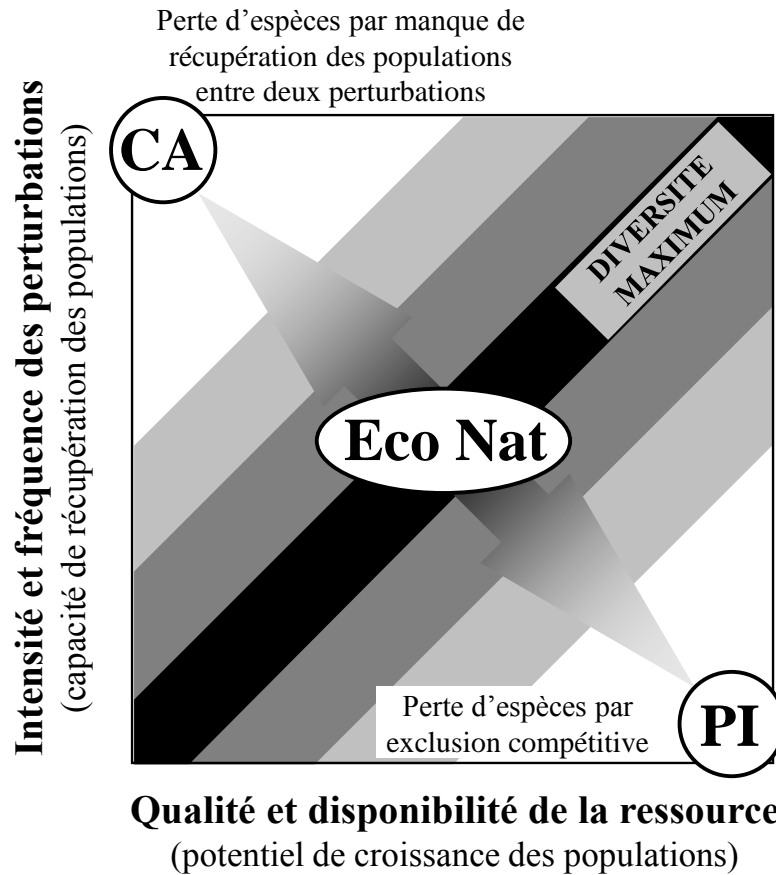 Perte d’espèces par manque de
récupération des populations
entre deux perturbations
Intensité et fréquence des perturbations
(capacité de récupération des populations)
CA
DIVERSITE
MAXIMUM
Eco Nat
Perte d’espèces par
exclusion compétitive
PI
Qualité et disponibilité de la ressource
(potentiel de croissance des populations)